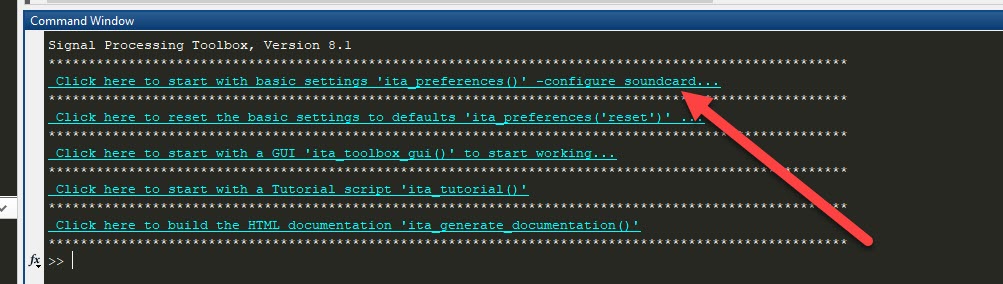 Command Window
Signal Processing Toolbox, Version 8.1
****************************************************************************************************
Click here to start with basic settings 'ita_preferences()' -configure soundcard...
****************************************************************************************************
Click here to reset the basic settings to defaults 'ita_preferences('reset')' ...
****************************************************************************************************
Click here to start with a GUI 'ita_toolbox_gui()' to start working...
****************************************************************************************************
Click here to start with a Tutorial script 'ita_tutorial()'
****************************************************************************************************
Click here to build the HTML documentation 'ita_generate_documentation()'
****************************************************************************************************
fx >>